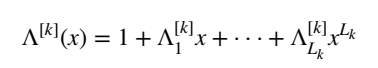 Λ^{[k]}(x) = 1 + Λ_1^{[k]} x + · · · + Λ_{L_k}^{[k]} x^{L_k}